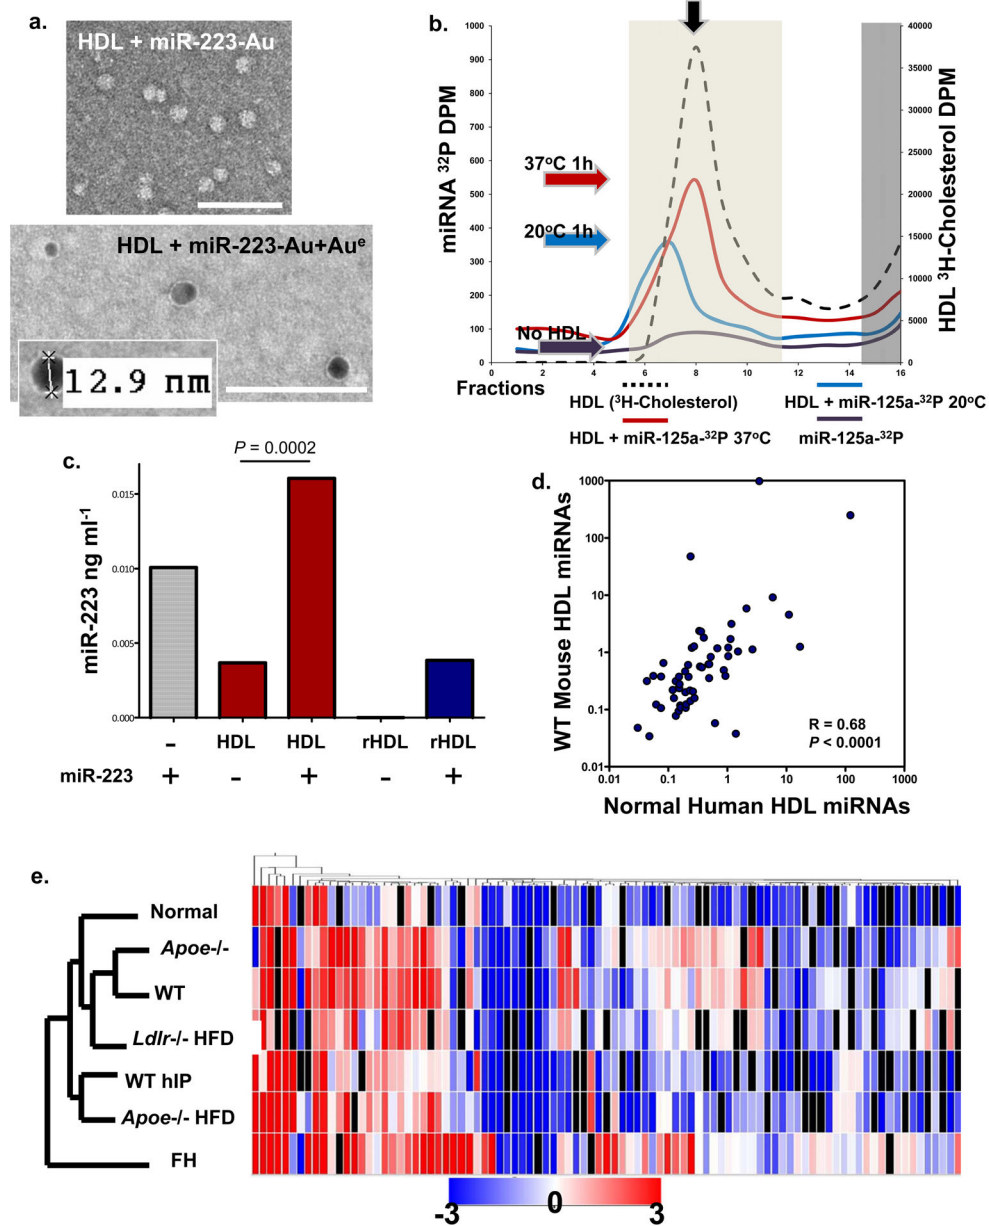 a.
HDL + miR-223-Au
HDL + miR-223-Au+Auᵉ
12.9 nm
b.
miRNA ³²P DPM
1000
900
800
700
600
500
400
300
200
100
0
37ºC 1h
20ºC 1h
No HDL
40000
35000
30000
25000
20000
15000
10000
5000
0
HDL ³H-Cholesterol DPM
Fractions
0 2 4 6 8 10 12 14 16
HDL (³H-Cholesterol)
HDL + miR-125a-³²P 20ºC
HDL + miR-125a-³²P 37ºC
miR-125a-³²P
c.
P = 0.0002
miR-223 ng ml⁻¹
0.015
0.010
0.005
0.000
- HDL HDL rHDL rHDL
miR-223 + - + - +
d.
WT Mouse HDL miRNAs
1000
100
10
1
0.1
0.01
R = 0.68
P < 0.0001
0.01 0.1 1 10 100 1000
Normal Human HDL miRNAs
e.
Normal
Apoe-/-
WT
Ldlr-/- HFD
WT hIP
Apoe-/- HFD
FH
-3 0 3